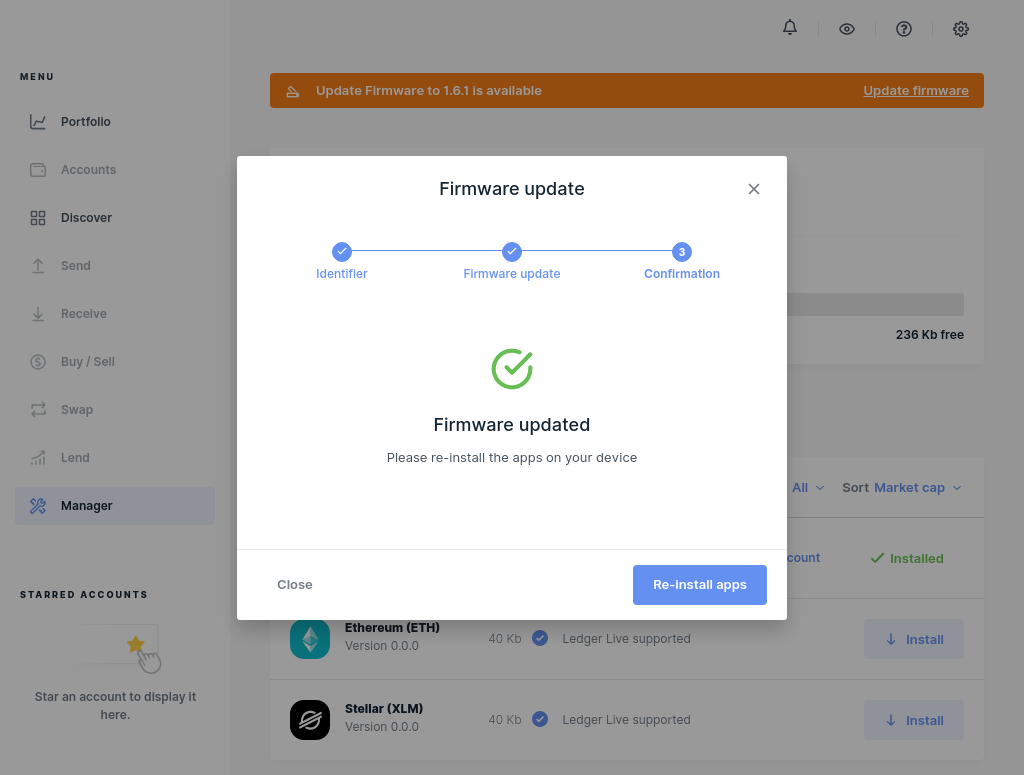 MENU
Portfolio
Accounts
Discover
Send
Receive
Buy / Sell
Swap
Lend
Manager
STARRED ACCOUNTS
Star an account to display it
here.
Update Firmware to 1.6.1 is available
Update firmware
236 Kb free
All
Sort Market cap
Installed
Ethereum (ETH)
Version 0.0.0
40 Kb
Ledger Live supported
Install
Stellar (XLM)
Version 0.0.0
40 Kb
Ledger Live supported
Install
Firmware update
Identifier
Firmware update
3
Confirmation
Firmware updated
Please re-install the apps on your device
Close
Re-install apps